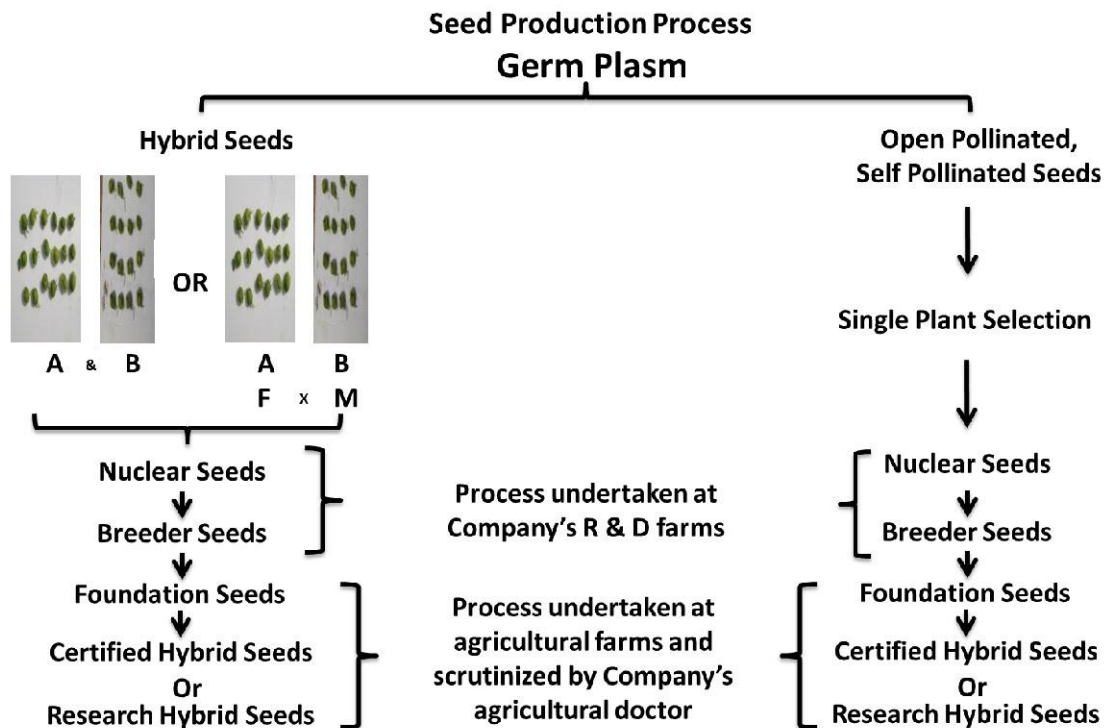 Seed Production Process
Germ Plasm
Hybrid Seeds
OR
A & B
A B
F x M
Nuclear Seeds
Breeder Seeds
Foundation Seeds
Certified Hybrid Seeds
Or
Research Hybrid Seeds
Process undertaken at
Company's R & D farms
Process undertaken at
agricultural farms and
scrutinized by Company's
agricultural doctor
Open Pollinated,
Self Pollinated Seeds
Single Plant Selection
Nuclear Seeds
Breeder Seeds
Foundation Seeds
Certified Hybrid Seeds
Or
Research Hybrid Seeds